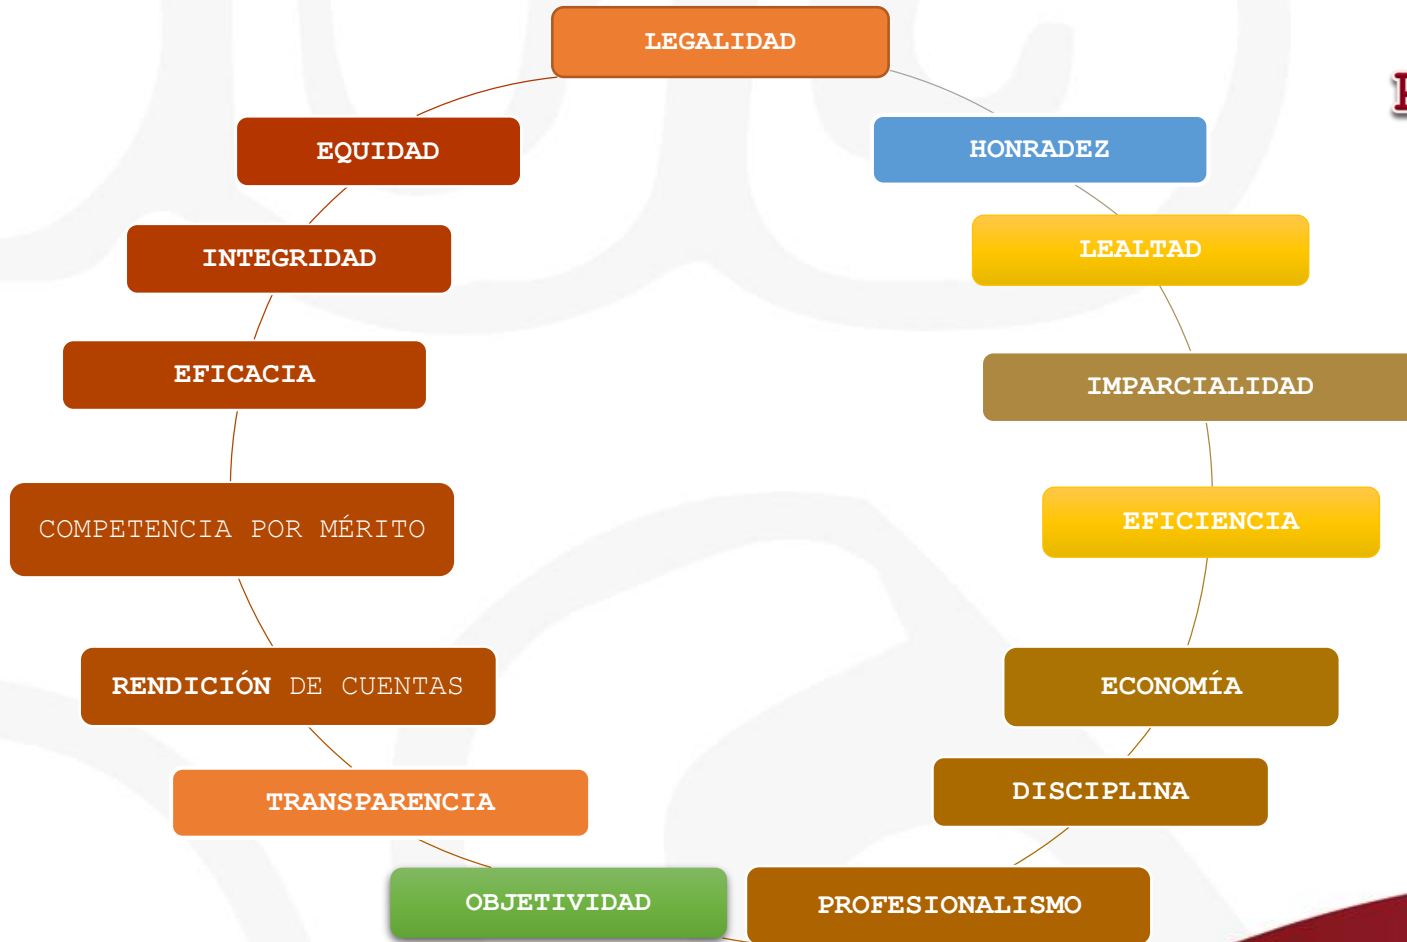 LEGALIDAD
EQUIDAD
HONRADEZ
INTEGRIDAD
LEALTAD
EFICACIA
IMPARCIALIDAD
COMPETENCIA POR MÉRITO
EFICIENCIA
RENDICIÓN DE CUENTAS
ECONOMÍA
TRANSPARENCIA
DISCIPLINA
OBJETIVIDAD
PROFESIONALISMO